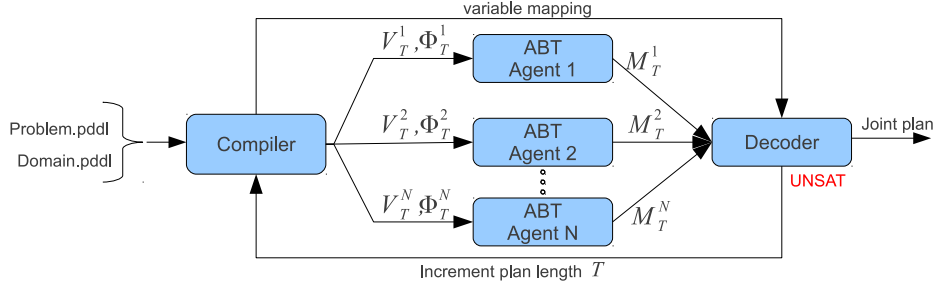 variable mapping
V_T^1 ,Φ_T^1
ABT
Agent 1
M_T^1
Problem.pddl
Domain.pddl
Compiler
V_T^2 ,Φ_T^2
ABT
Agent 2
M_T^2
Decoder
Joint plan
UNSAT
V_T^N ,Φ_T^N
ABT
Agent N
M_T^N
Increment plan length T